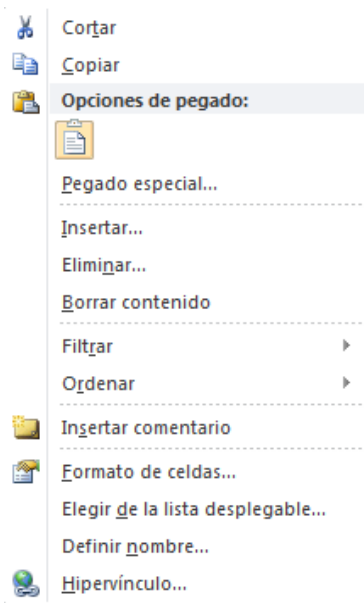 Cortar
Copiar
Opciones de pegado:
Pegado especial...
Insertar...
Eliminar...
Borrar contenido
Filtrar
Ordenar
Insertar comentario
Formato de celdas...
Elegir de la lista desplegable...
Definir nombre...
Hipervínculo...